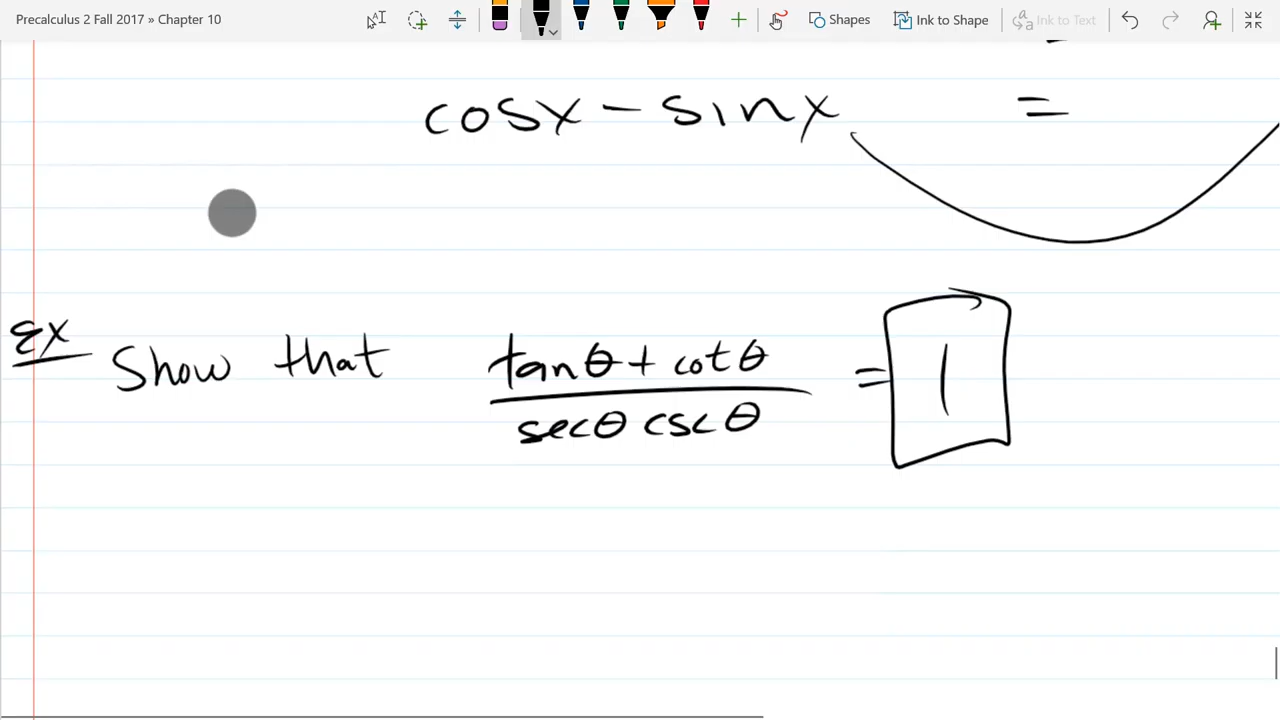 Precalculus 2 Fall 2017 » Chapter 10
Shapes
Ink to Shape
Ink to Text
cosx - sinx =
Ex
Show that tanθ + cotθ / secθ cscθ = 1